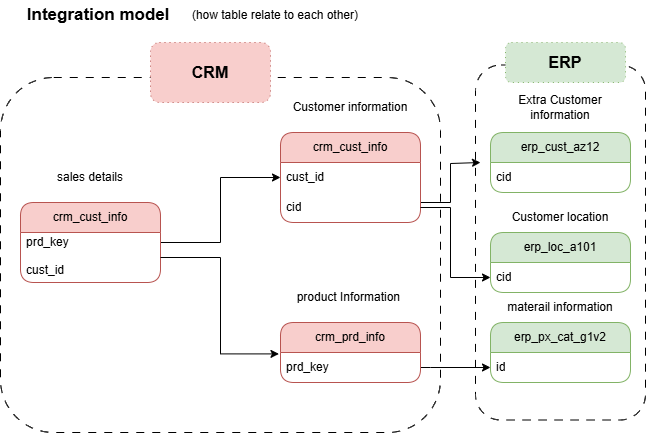 Integration model (how table relate to each other)
CRM
ERP
Customer information
crm_cust_info
cust_id
cid
sales details
crm_cust_info
prd_key
cust_id
product Information
crm_prd_info
prd_key
Extra Customer
information
erp_cust_az12
cid
Customer location
erp_loc_a101
cid
materail information
erp_px_cat_g1v2
id